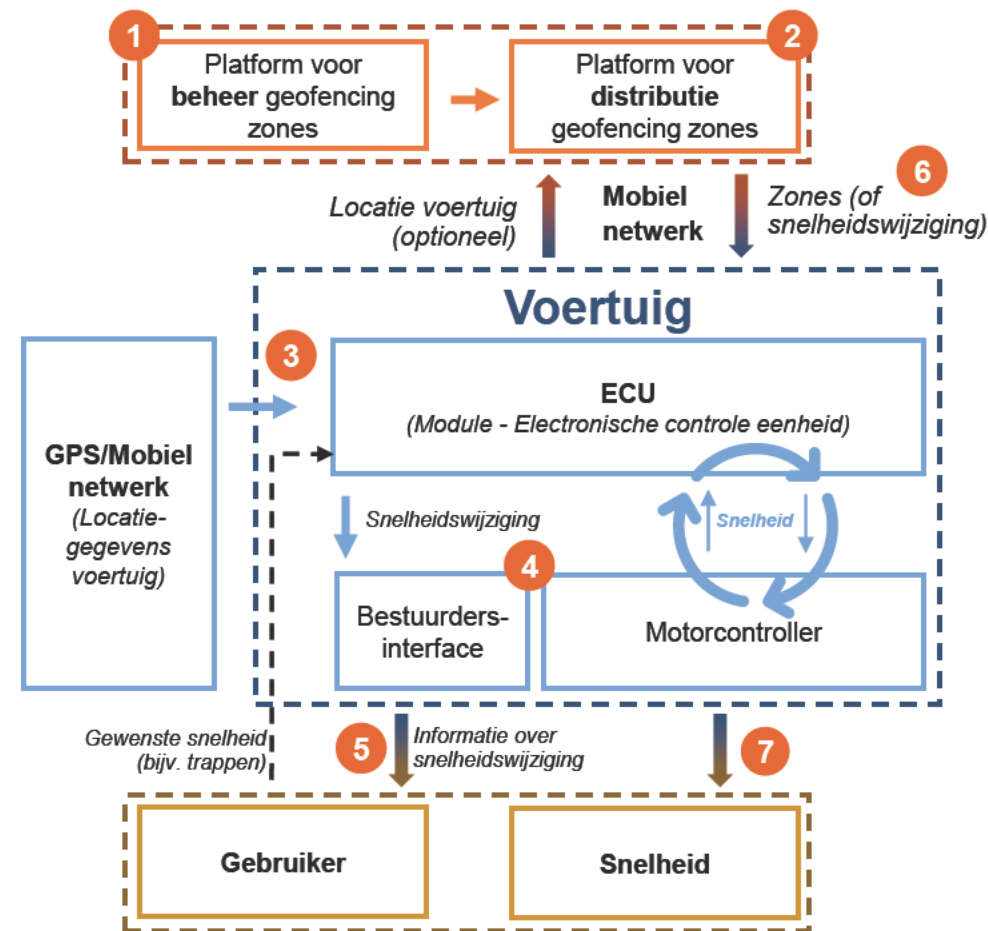 1
Platform voor
beheer geofencing
zones
2
Platform voor
distributie
geofencing zones
Locatie voertuig
(optioneel)
Mobiel
netwerk
6
Zones (of
snelheidswijziging)
Voertuig
3
ECU
(Module - Electronische controle eenheid)
GPS/Mobiel
netwerk
(Locatie-
gegevens
voertuig)
Snelheidswijziging
Snelheid
4
Bestuurders-
interface
Motorcontroller
Gewenste snelheid
(bijv. trappen)
5
Informatie over
snelheidswijziging
7
Gebruiker
Snelheid